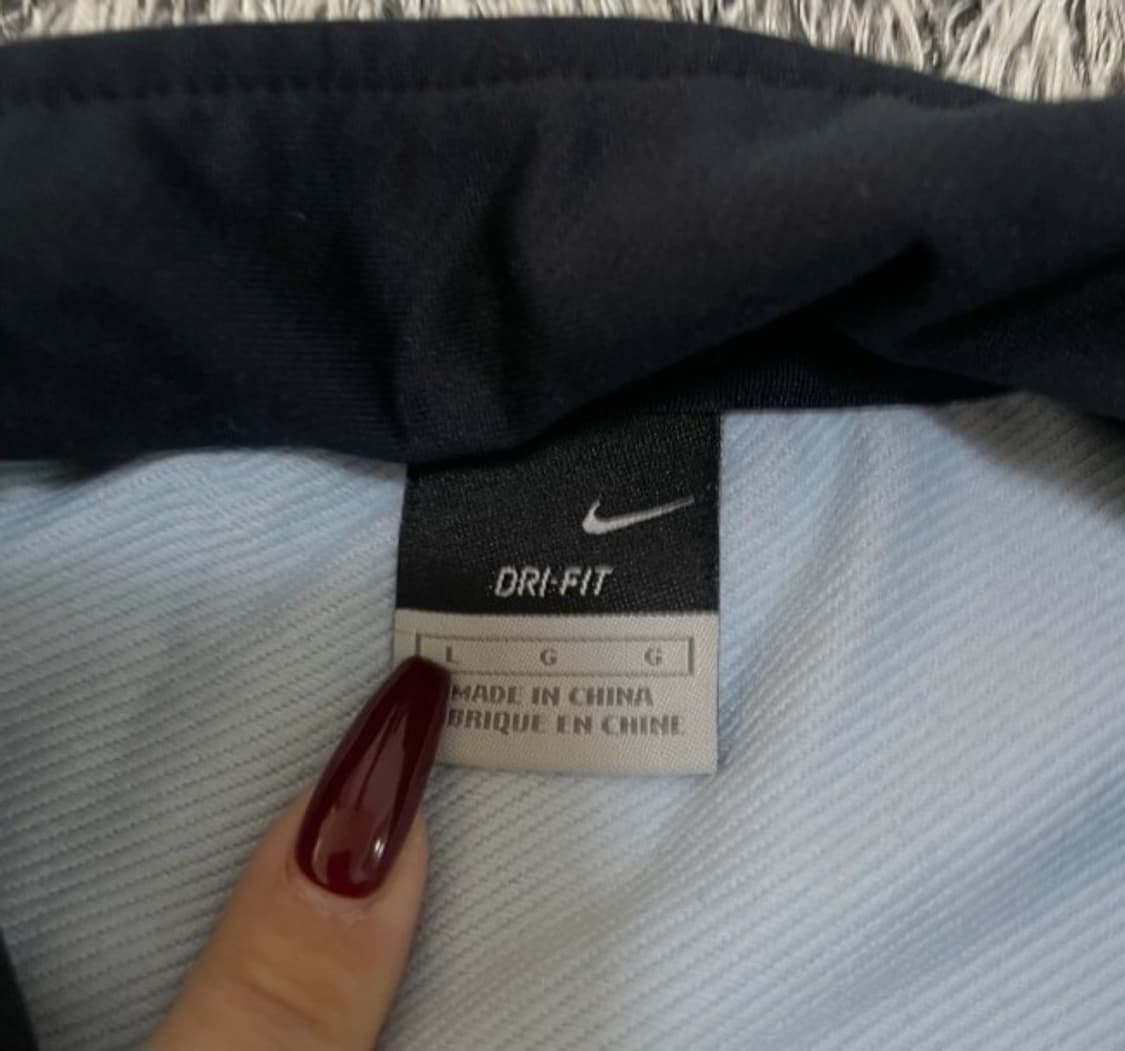 DRI-FIT
L G G
MADE IN CHINA
BRIQUE EN CHINE